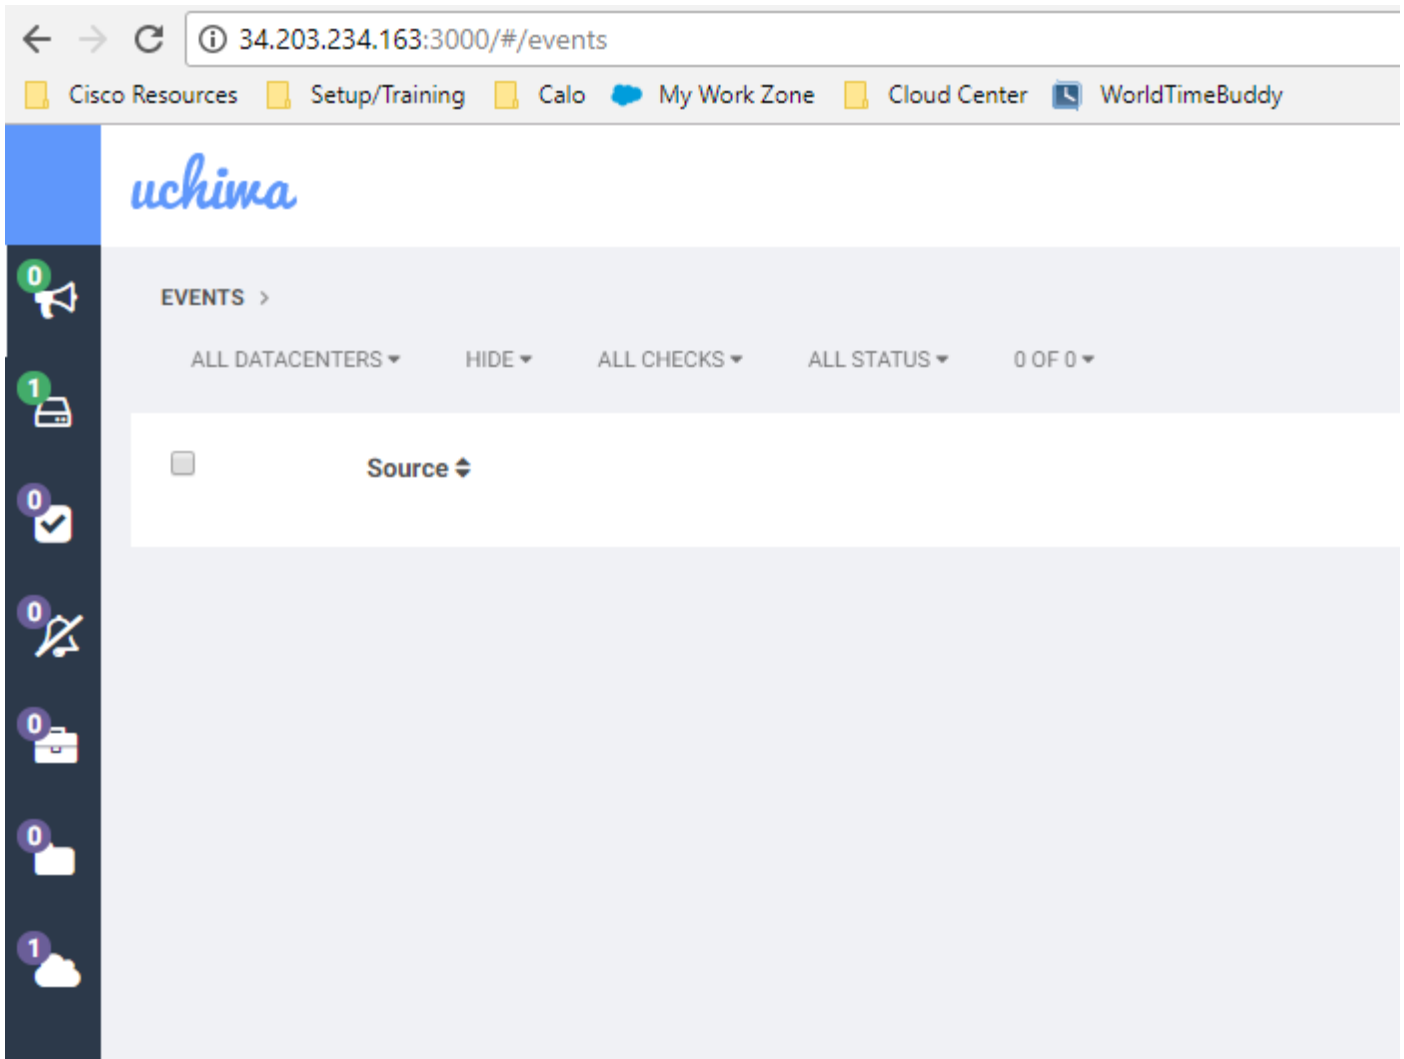 34.203.234.163:3000/#/events
Cisco Resources Setup/Training Calo My Work Zone Cloud Center WorldTimeBuddy
uchiwa
0
EVENTS >
ALL DATACENTERS HIDE ALL CHECKS ALL STATUS 0 OF 0
1
Source
0
0
0
0
1